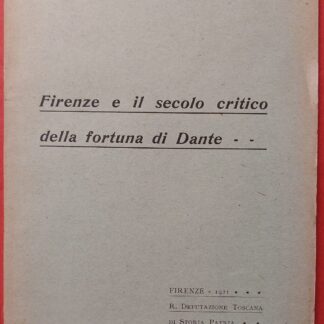 Firenze e il secolo critico
della fortuna di Dante - -
FIRENZE - 1921 • • •
R. DEPUTAZIONE TOSCANA
DI STORIA PATRIA • •